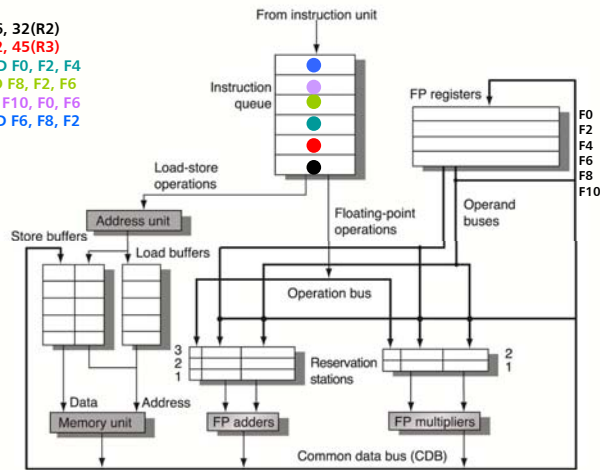 From instruction unit
6, 32(R2)
2, 45(R3)
D F0, F2, F4
D F8, F2, F6
F10, F0, F6
D F6, F8, F2
Instruction
queue
FP registers
F0
F2
F4
F6
F8
F10
Load-store
operations
Address unit
Floating-point
operations
Operand
buses
Store buffers
Load buffers
Operation bus
3
2
1
Reservation
stations
2
1
Data
Address
Memory unit
FP adders
FP multipliers
Common data bus (CDB)